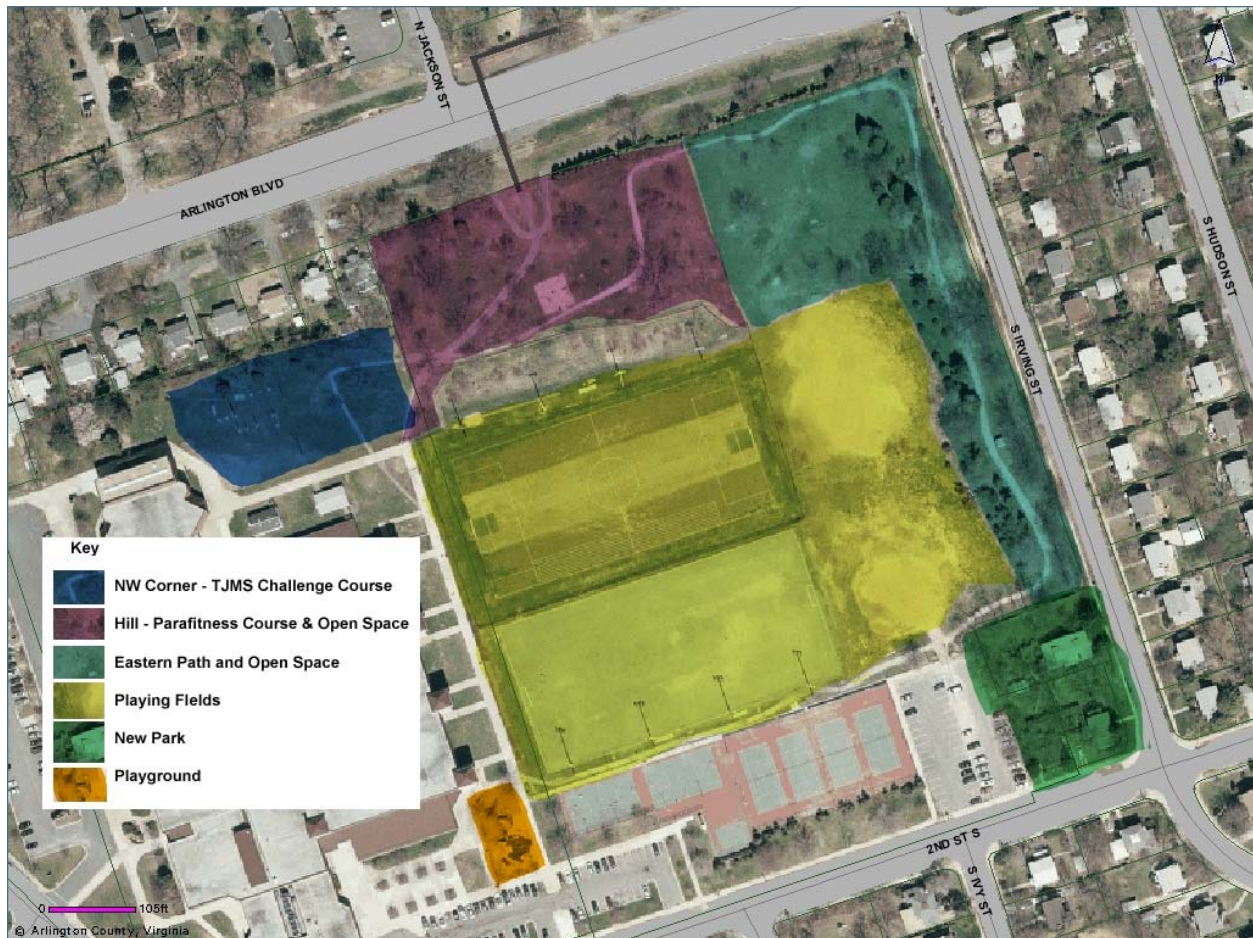 N JACKSON ST
ARLINGTON BLVD
S HUDSON ST
S IRVING ST
Key
NW Corner - TJMS Challenge Course
Hill - Parafitness Course & Open Space
Eastern Path and Open Space
Playing FIelds
New Park
Playground
2ND ST S
S IVY ST
0 105ft
© Arlington County, Virginia